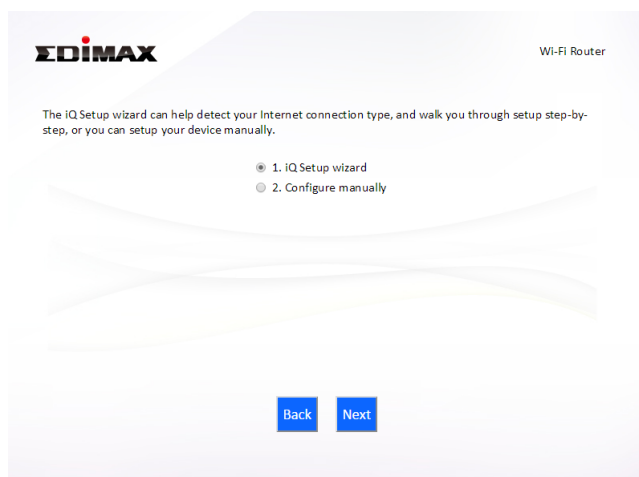 EDIMAX
Wi-Fi Router
The iQ Setup wizard can help detect your Internet connection type, and walk you through setup step-by-
step, or you can setup your device manually.
1. iQ Setup wizard
2. Configure manually
Back Next